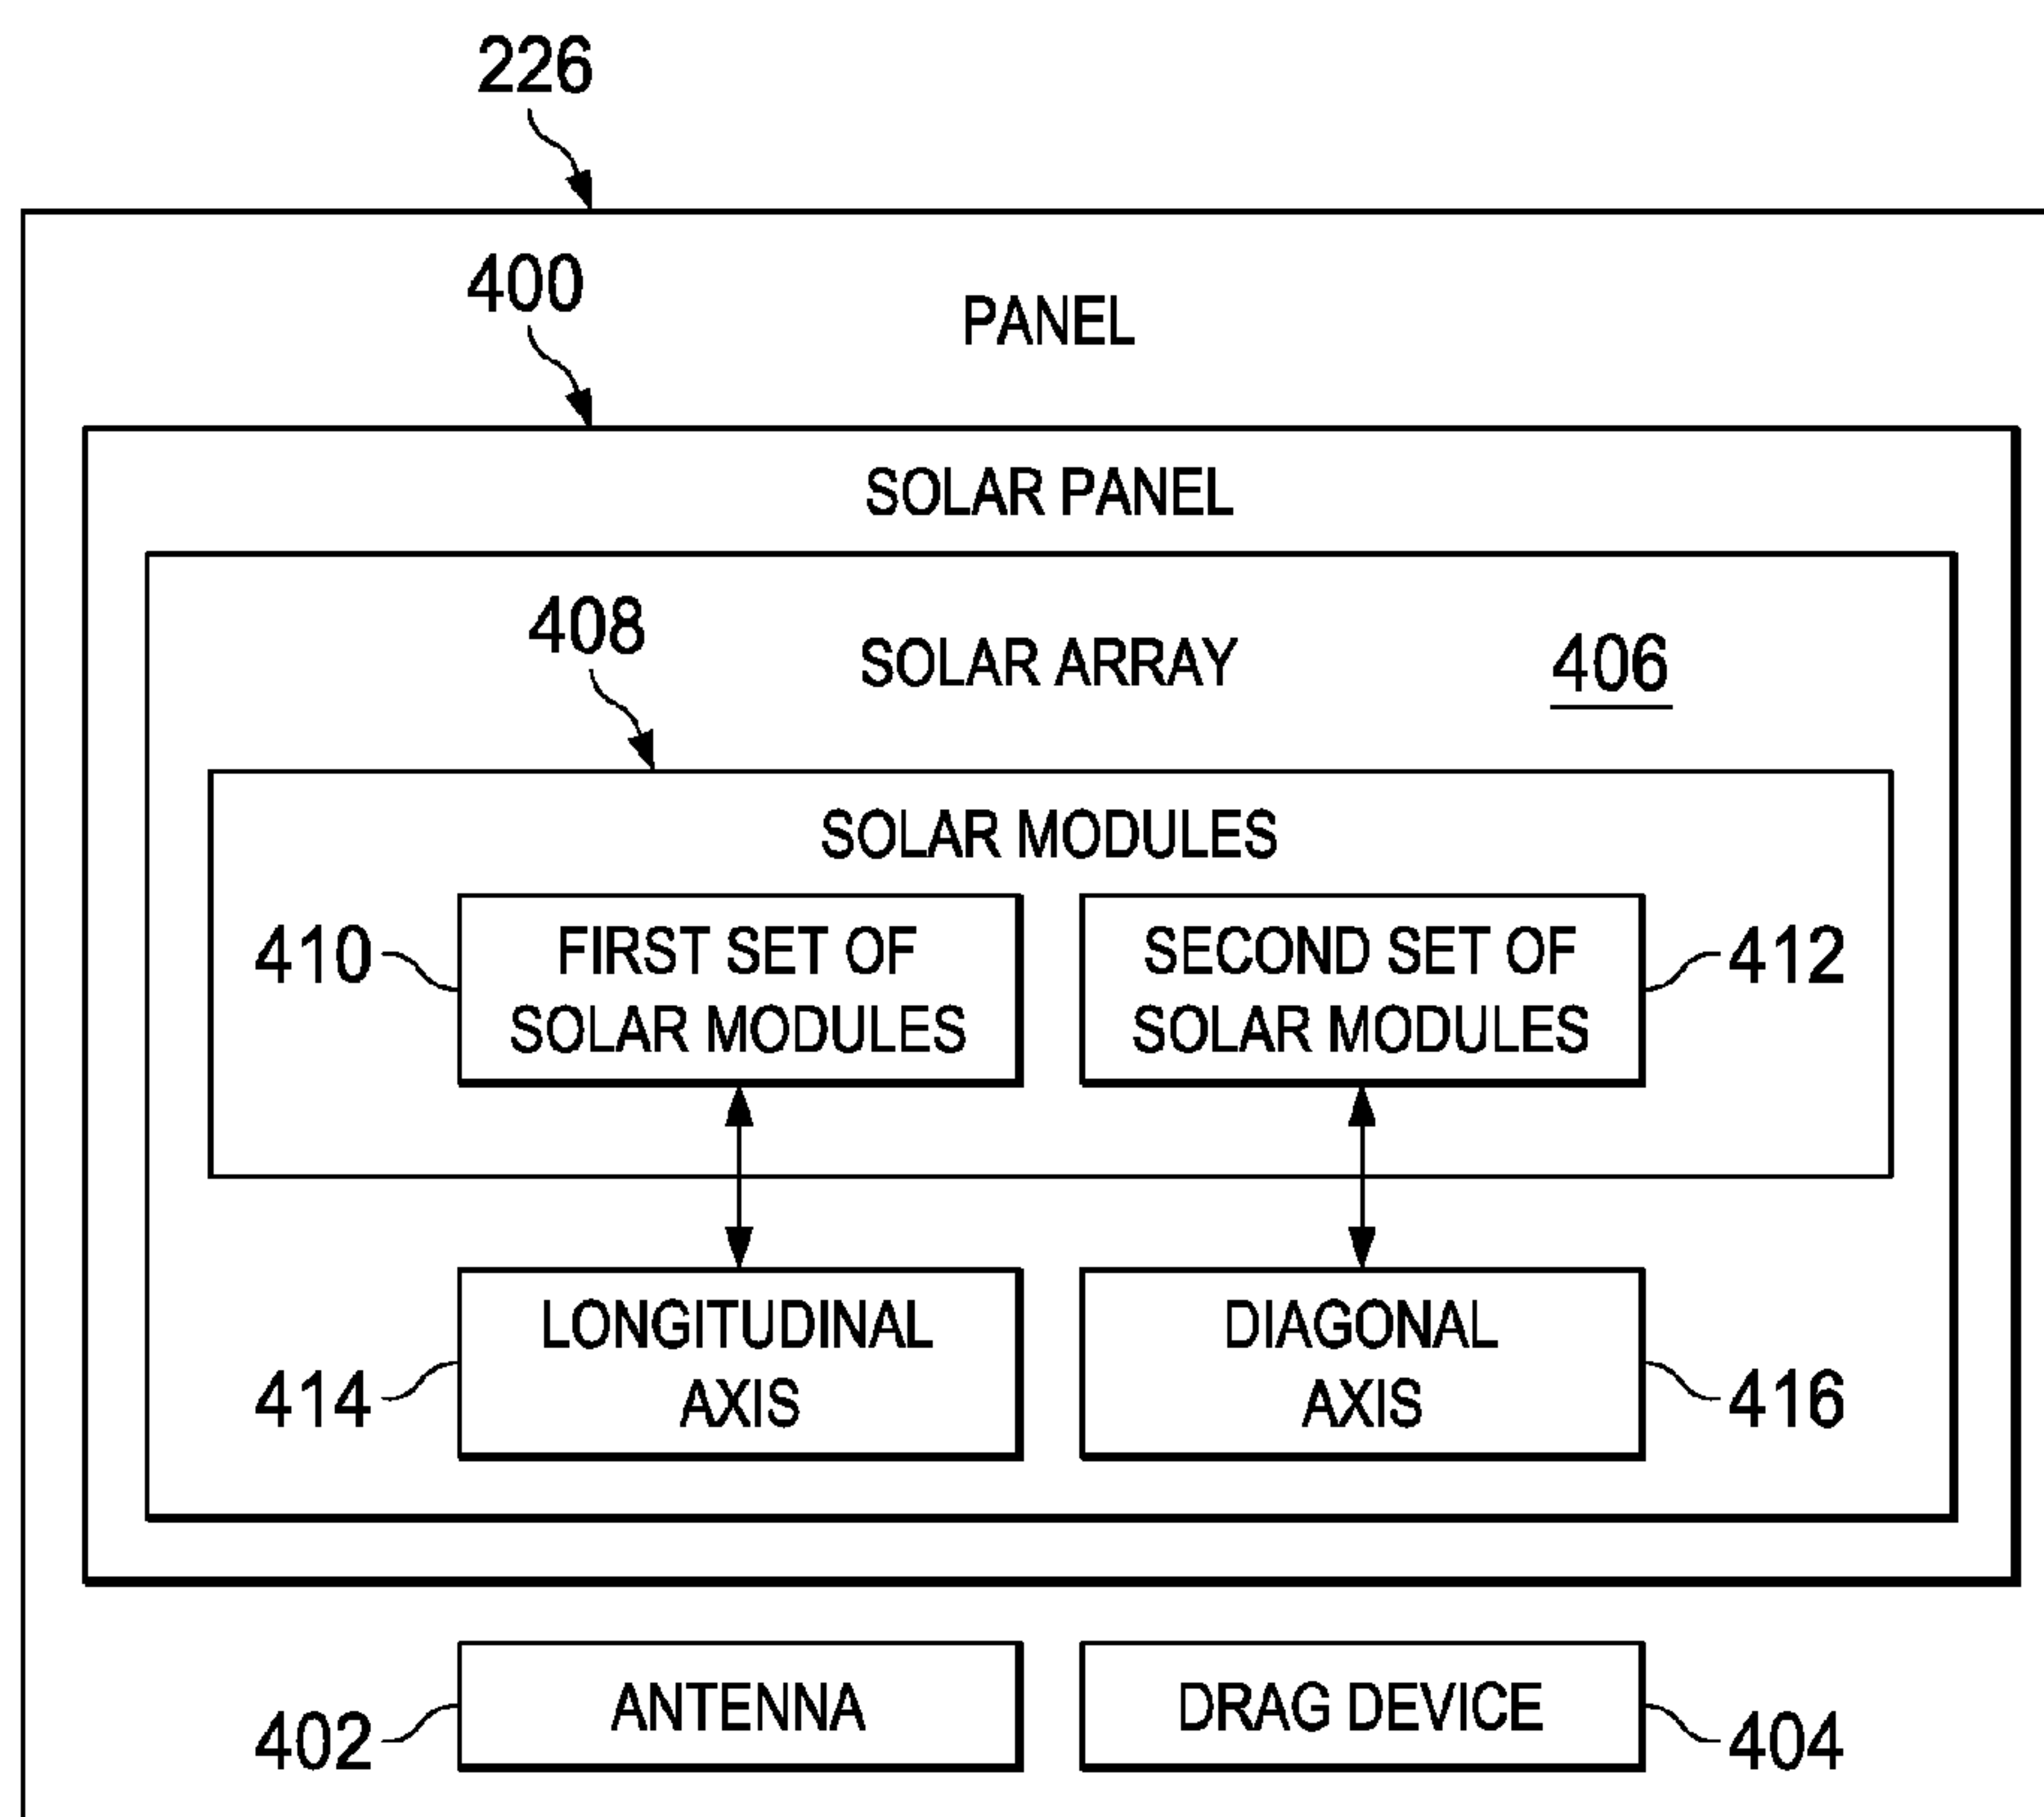 226
400
PANEL
SOLAR PANEL
408
SOLAR ARRAY
406
SOLAR MODULES
410
FIRST SET OF
SOLAR MODULES
SECOND SET OF
SOLAR MODULES
412
414
LONGITUDINAL
AXIS
DIAGONAL
AXIS
416
402
ANTENNA
DRAG DEVICE
404